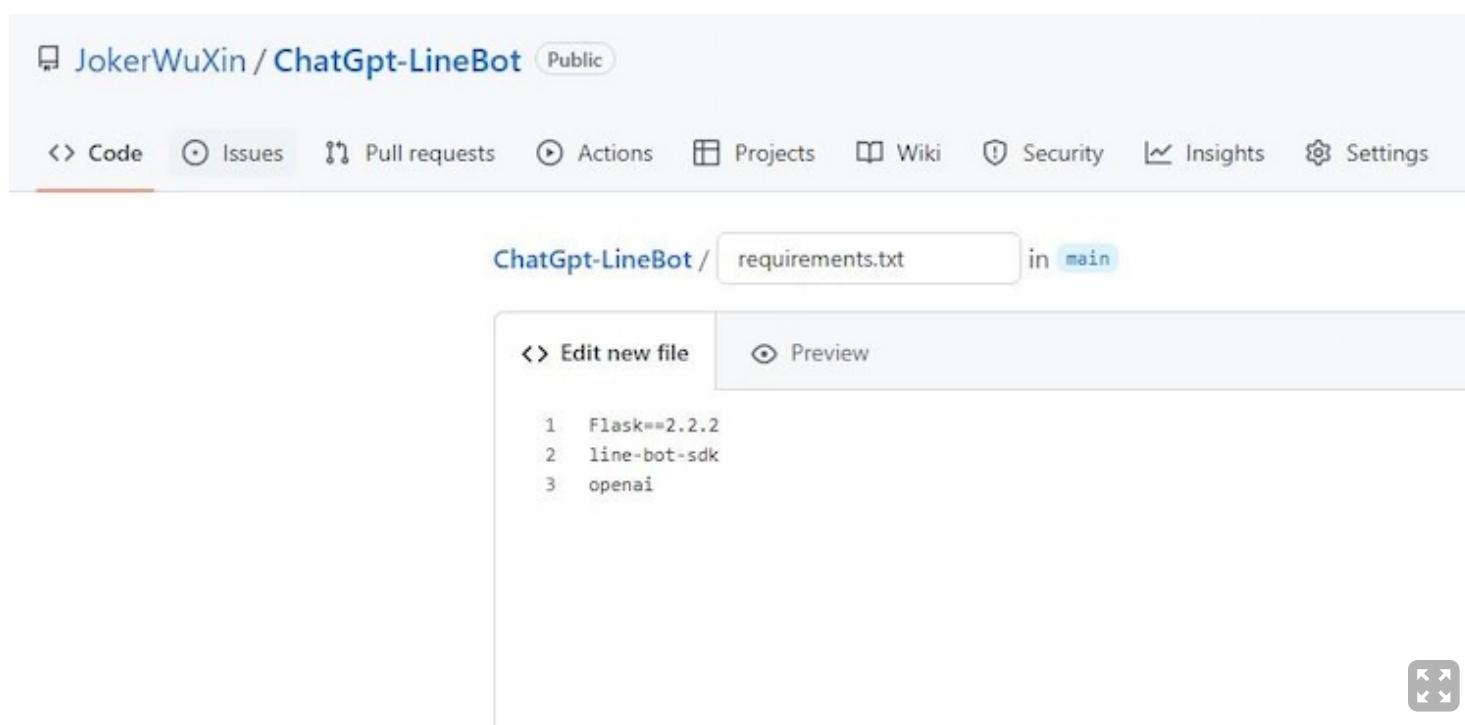 JokerWuXin / ChatGpt-LineBot Public
Code Issues Pull requests Actions Projects Wiki Security Insights Settings
ChatGpt-LineBot / requirements.txt in main
Edit new file Preview
1 Flask==2.2.2
2 line-bot-sdk
3 openai